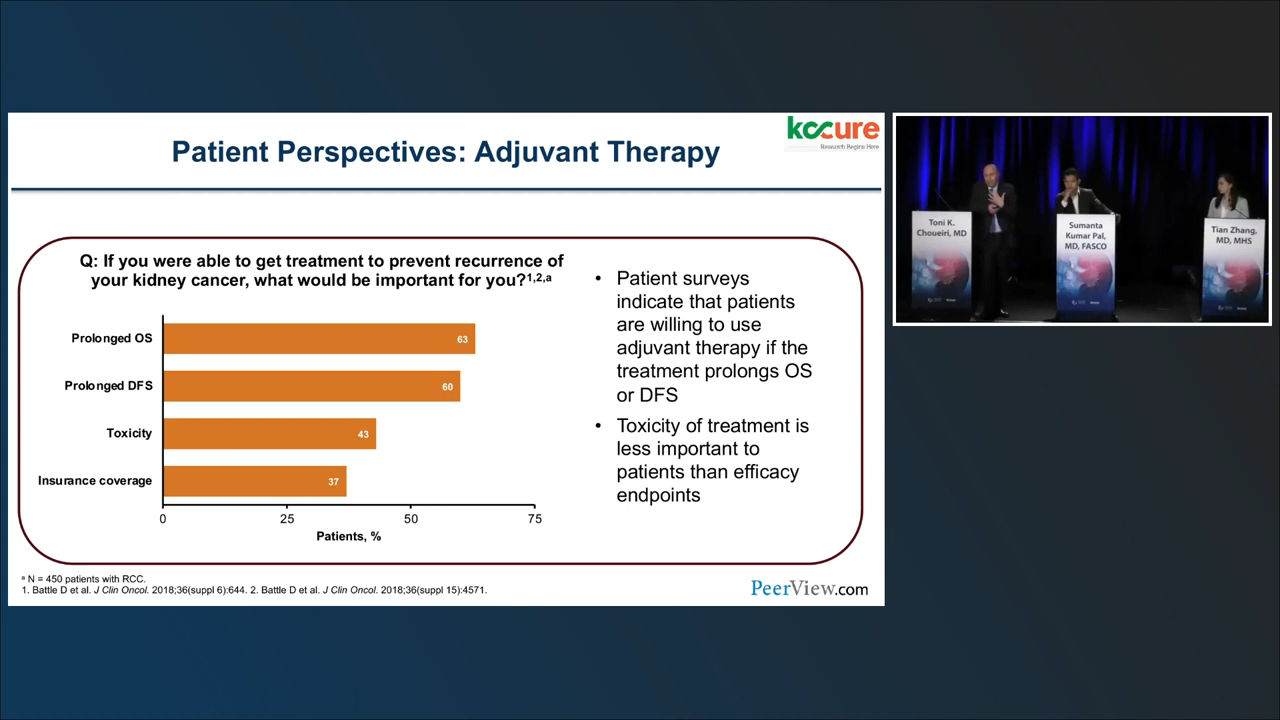 Patient Perspectives: Adjuvant Therapy
kccure
Research Begins Here
Q: If you were able to get treatment to prevent recurrence of
your kidney cancer, what would be important for you?1,2,a
Prolonged OS
63
Prolonged DFS
60
Toxicity
43
Insurance coverage
37
0 25 50 75
Patients, %
• Patient surveys
indicate that patients
are willing to use
adjuvant therapy if the
treatment prolongs OS
or DFS
• Toxicity of treatment is
less important to
patients than efficacy
endpoints
a N = 450 patients with RCC.
1. Battle D et al. J Clin Oncol. 2018;36(suppl 6):644. 2. Battle D et al. J Clin Oncol. 2018;36(suppl 15):4571.
PeerView.com
Toni K.
Choueiri, MD
Sumanta
Kumar Pal,
MD, FASCO
Tian Zhang,
MD, MHS